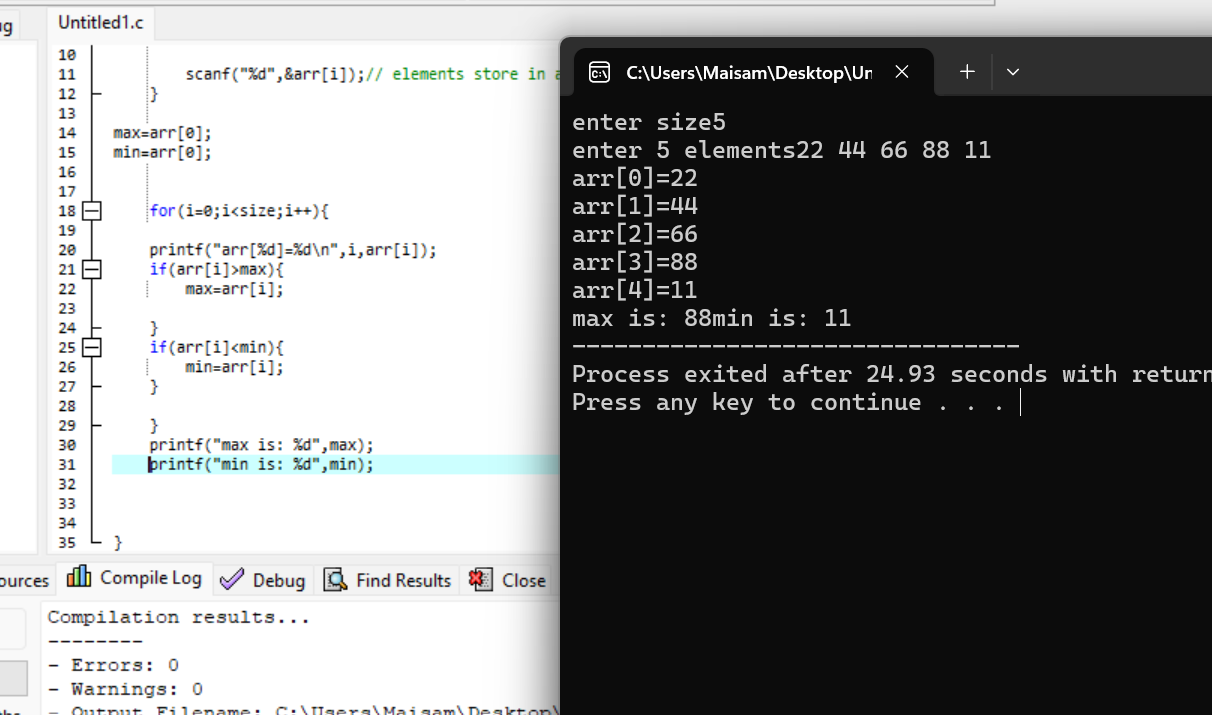 Untitled1.c
10
11 scanf("%d",&arr[i]);// elements store in
12 }
13
14 max=arr[0];
15 min=arr[0];
16
17
18 for(i=0;i<size;i++){
19
20 printf("arr[%d]=%d\n",i,arr[i]);
21 if(arr[i]>max){
22 max=arr[i];
23
24 }
25 if(arr[i]<min){
26 min=arr[i];
27 }
28
29 }
30 printf("max is: %d",max);
31 printf("min is: %d",min);
32
33
34
35 }
Compile Log Debug Find Results Close
Compilation results...
--------
- Errors: 0
- Warnings: 0
- Output Filename: C:\Users\Maisam\Desktop\
C:\Users\Maisam\Desktop\Un
enter size5
enter 5 elements22 44 66 88 11
arr[0]=22
arr[1]=44
arr[2]=66
arr[3]=88
arr[4]=11
max is: 88min is: 11
--------------------------------
Process exited after 24.93 seconds with return
Press any key to continue . . .